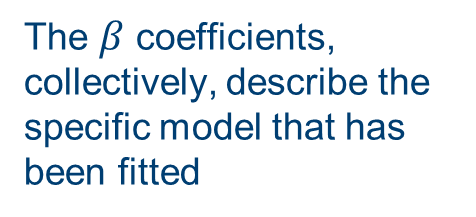 The β coefficients,
collectively, describe the
specific model that has
been fitted